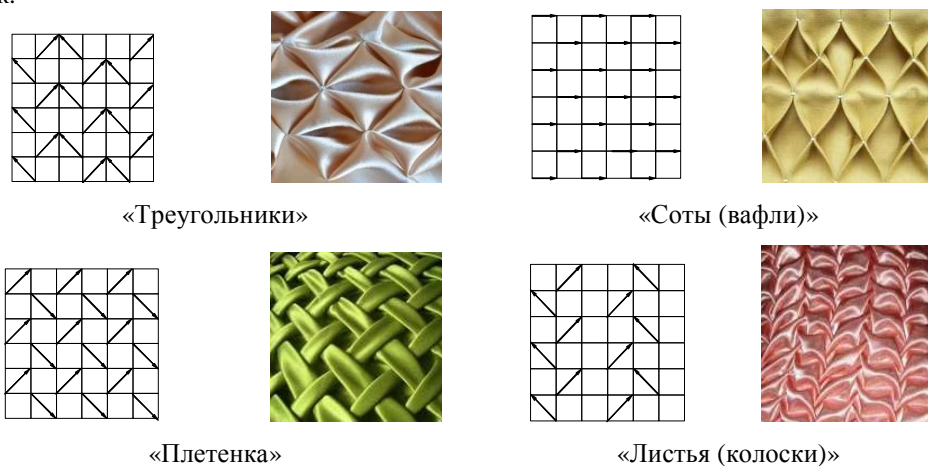 к.
«Треугольники»
«Соты (вафли)»
«Плетенка»
«Листья (колоски)»